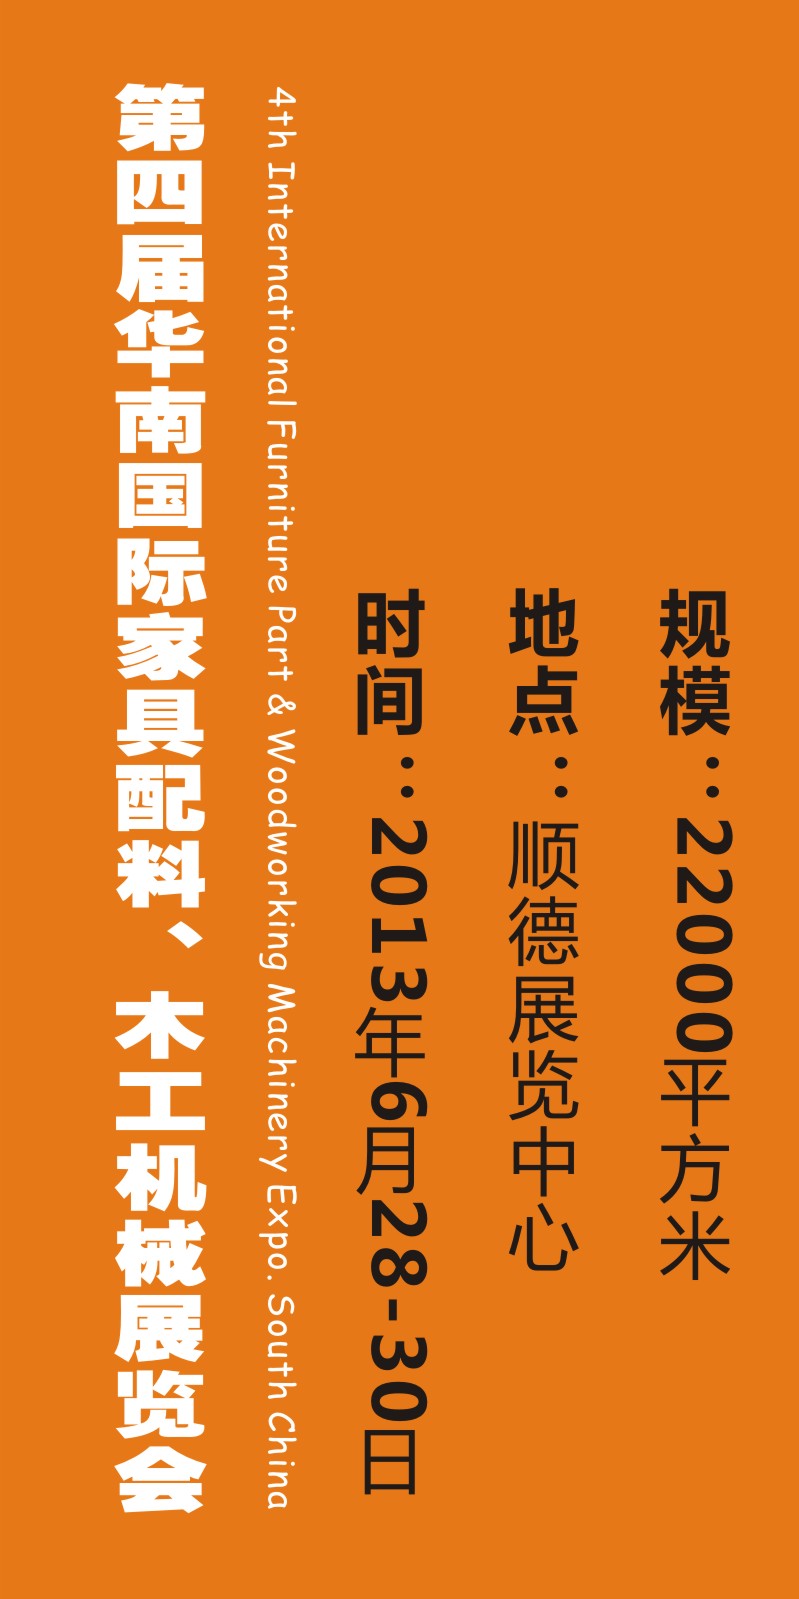 第四届华南国际家具配料、木工机械展览会
4th International Furniture Part & Woodworking Machinery Expo. South China
时间：2013年6月28-30日
地点：顺德展览中心
规模：22000平方米